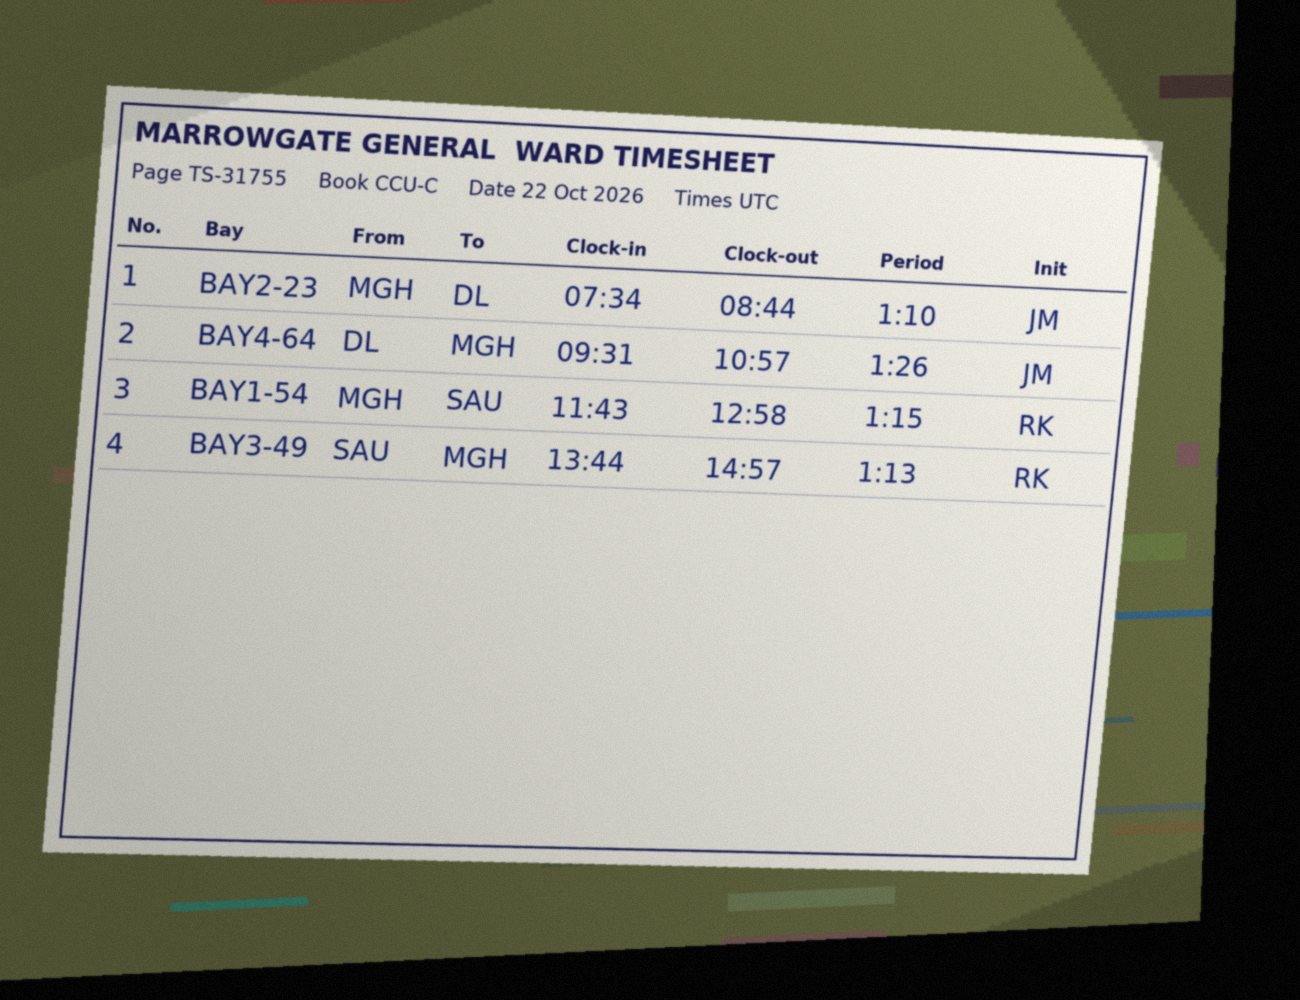 MARROWGATE GENERAL WARD TIMESHEET
Page TS-31755 Book CCU-C Date 22 Oct 2026 Times UTC
No. Bay From To Clock-in Clock-out Period Init
1 BAY2-23 MGH DL 07:34 08:44 1:10 JM
2 BAY4-64 DL MGH 09:31 10:57 1:26 JM
3 BAY1-54 MGH SAU 11:43 12:58 1:15 RK
4 BAY3-49 SAU MGH 13:44 14:57 1:13 RK